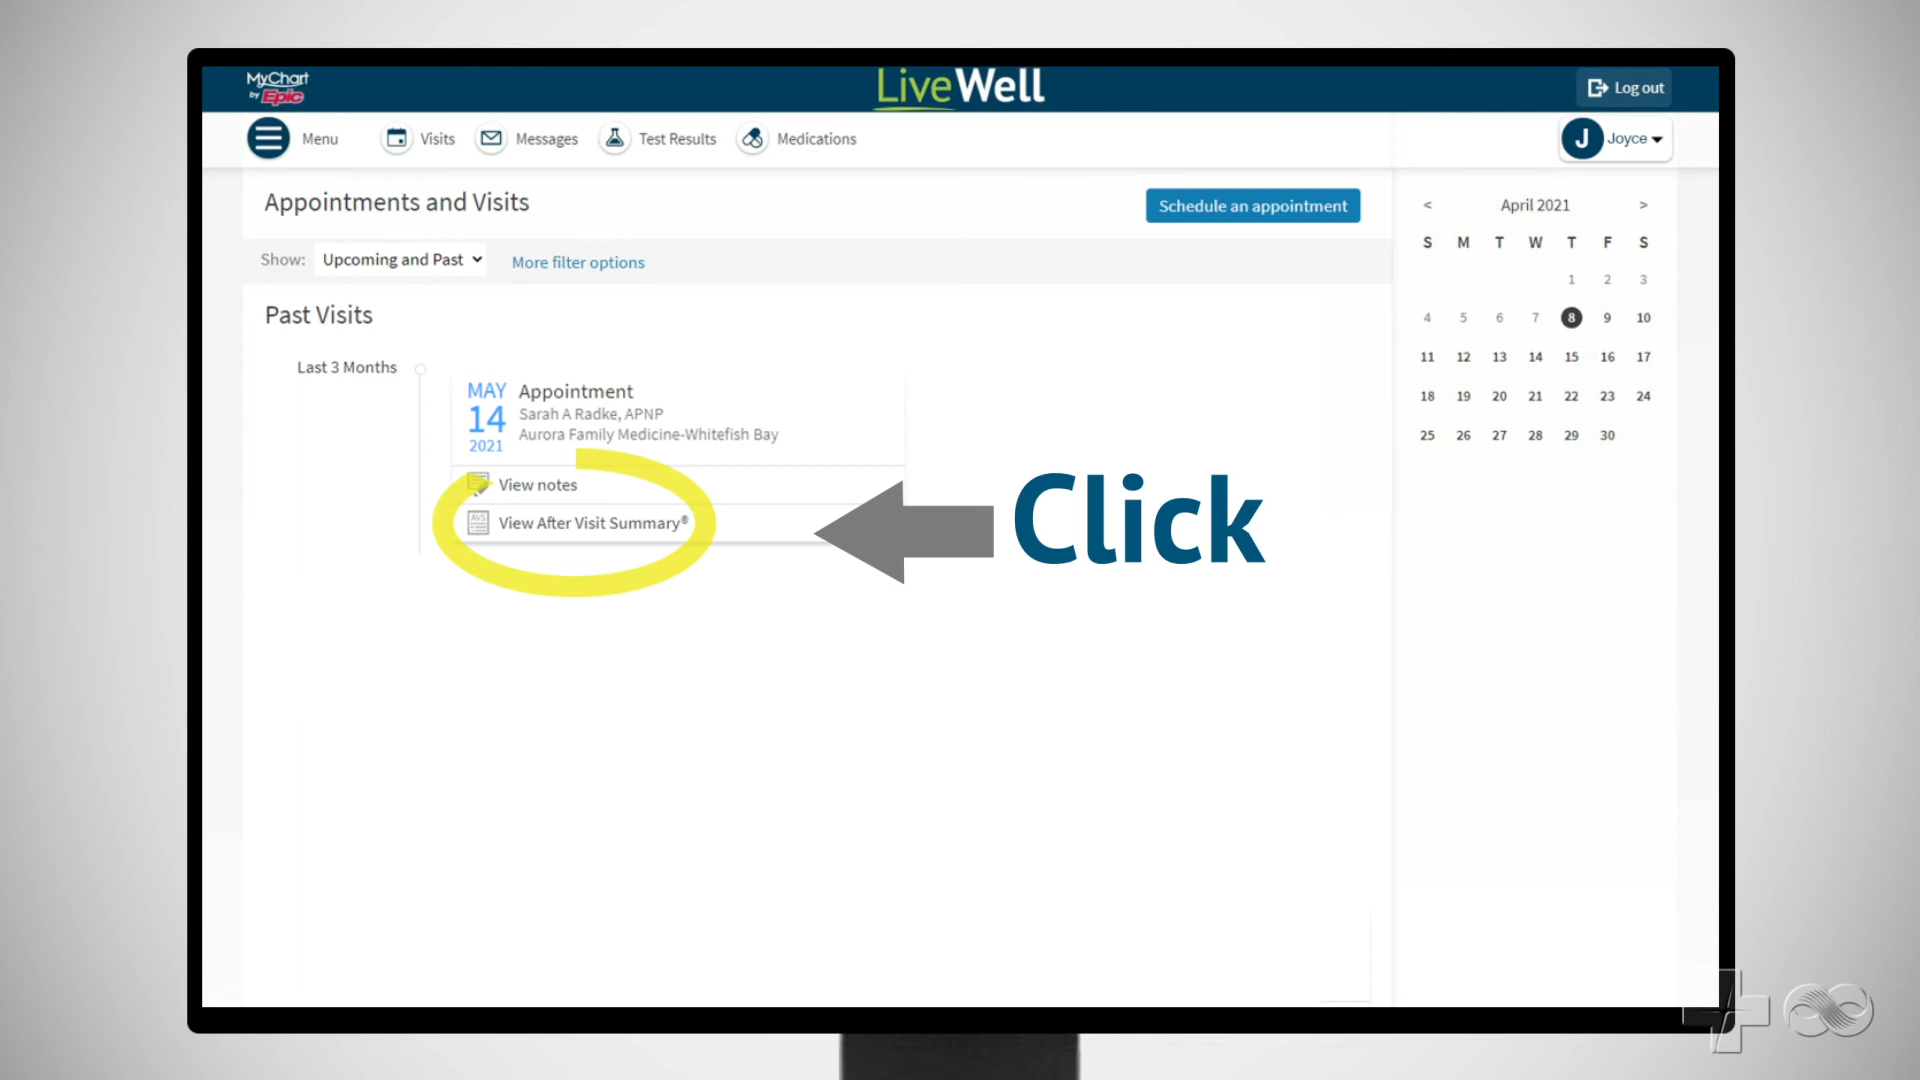 MyChart
by Epic
LiveWell
Log out
Menu
Visits
Messages
Test Results
Medications
J
Joyce
Appointments and Visits
Schedule an appointment
Show:
Upcoming and Past
More filter options
Past Visits
Last 3 Months
MAY
14
2021
Appointment
Sarah A Radke, APNP
Aurora Family Medicine-Whitefish Bay
View notes
AVS
View After Visit Summary®
Click
< April 2021 >
S M T W T F S
1 2 3
4 5 6 7 8 9 10
11 12 13 14 15 16 17
18 19 20 21 22 23 24
25 26 27 28 29 30